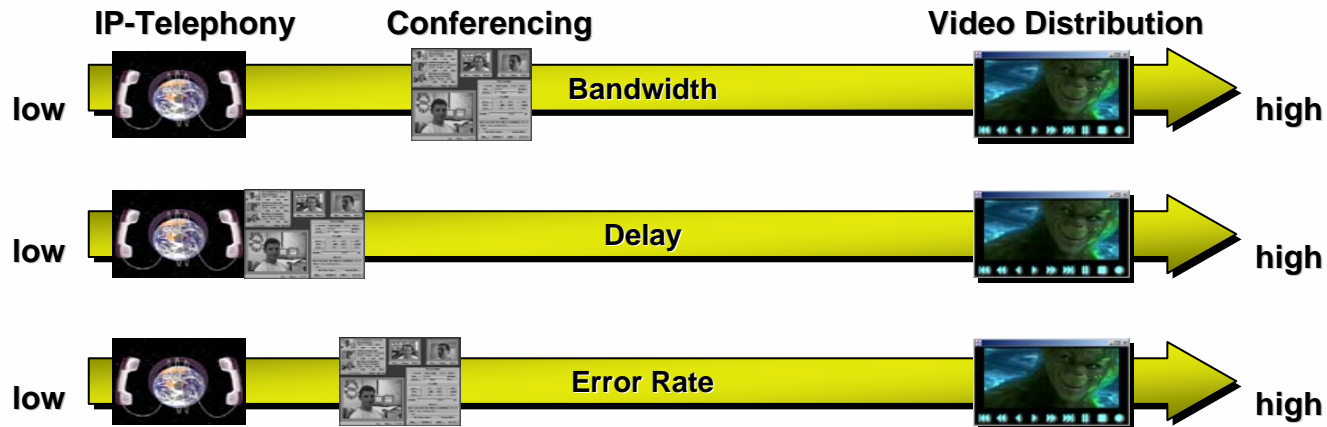 IP-Telephony Conferencing Video Distribution
low Bandwidth high
low Delay high
low Error Rate high